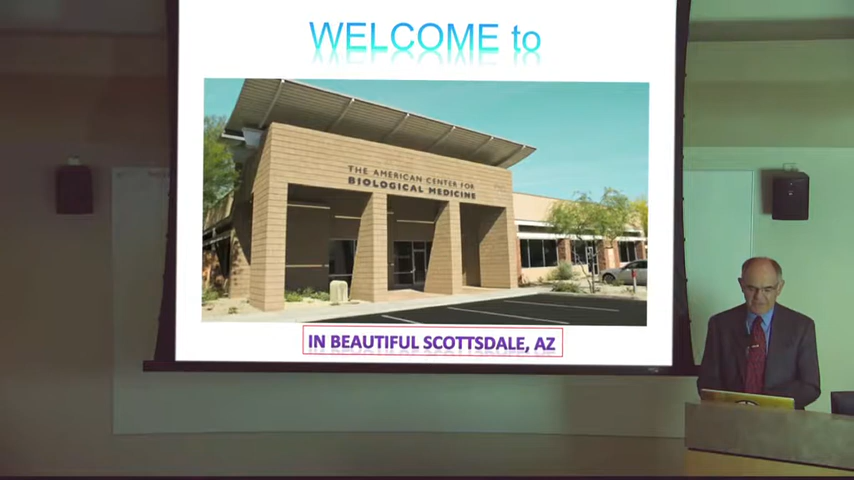 WELCOME to
THE AMERICAN CENTER FOR
BIOLOGICAL MEDICINE
IN BEAUTIFUL SCOTTSDALE, AZ